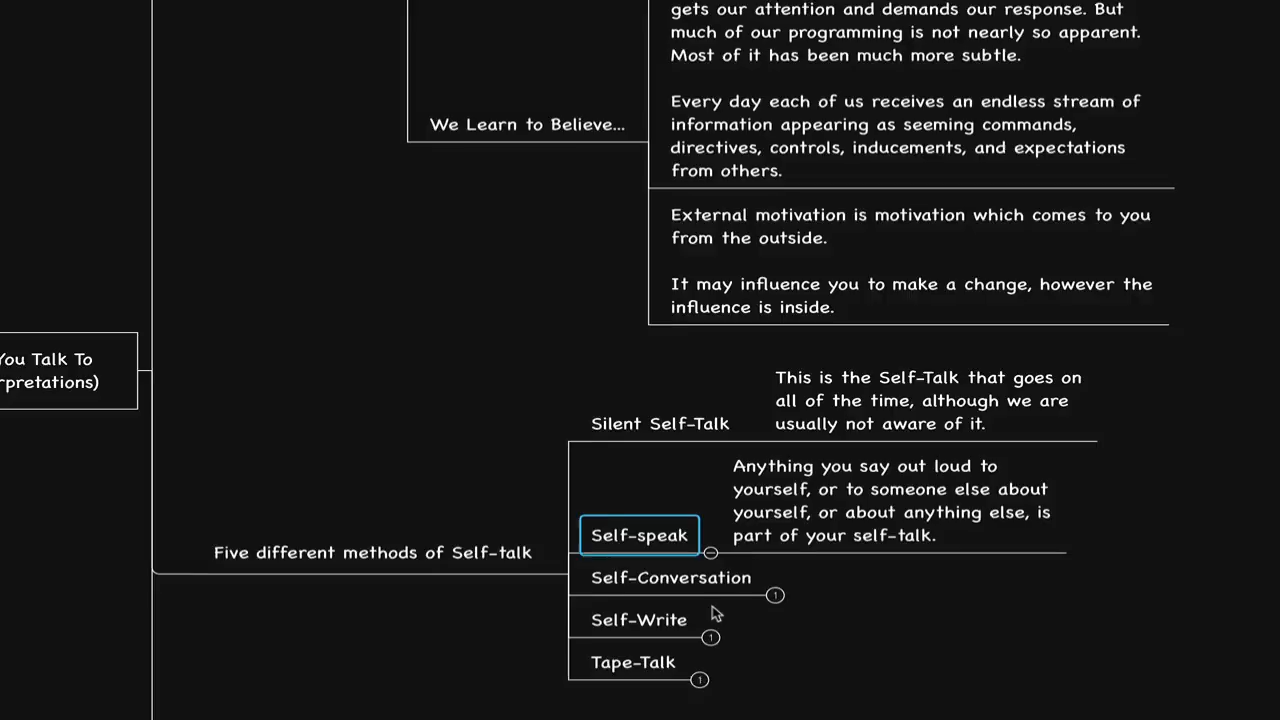 gets our attention and demands our response. But
much of our programming is not nearly so apparent.
Most of it has been much more subtle.
Every day each of us receives an endless stream of
information appearing as seeming commands,
directives, controls, inducements, and expectations
from others.
We Learn to Believe...
External motivation is motivation which comes to you
from the outside.
It may influence you to make a change, however the
influence is inside.
You Talk To
rpretations)
Five different methods of Self-talk
Silent Self-Talk
This is the Self-Talk that goes on
all of the time, although we are
usually not aware of it.
Self-speak
Anything you say out loud to
yourself, or to someone else about
yourself, or about anything else, is
part of your self-talk.
Self-Conversation
1
Self-Write
1
Tape-Talk
1